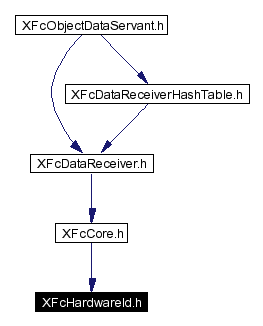 XFcObjectDataServant.h
XFcDataReceiverHashTable.h
XFcDataReceiver.h
XFcCore.h
XFcHardwareId.h